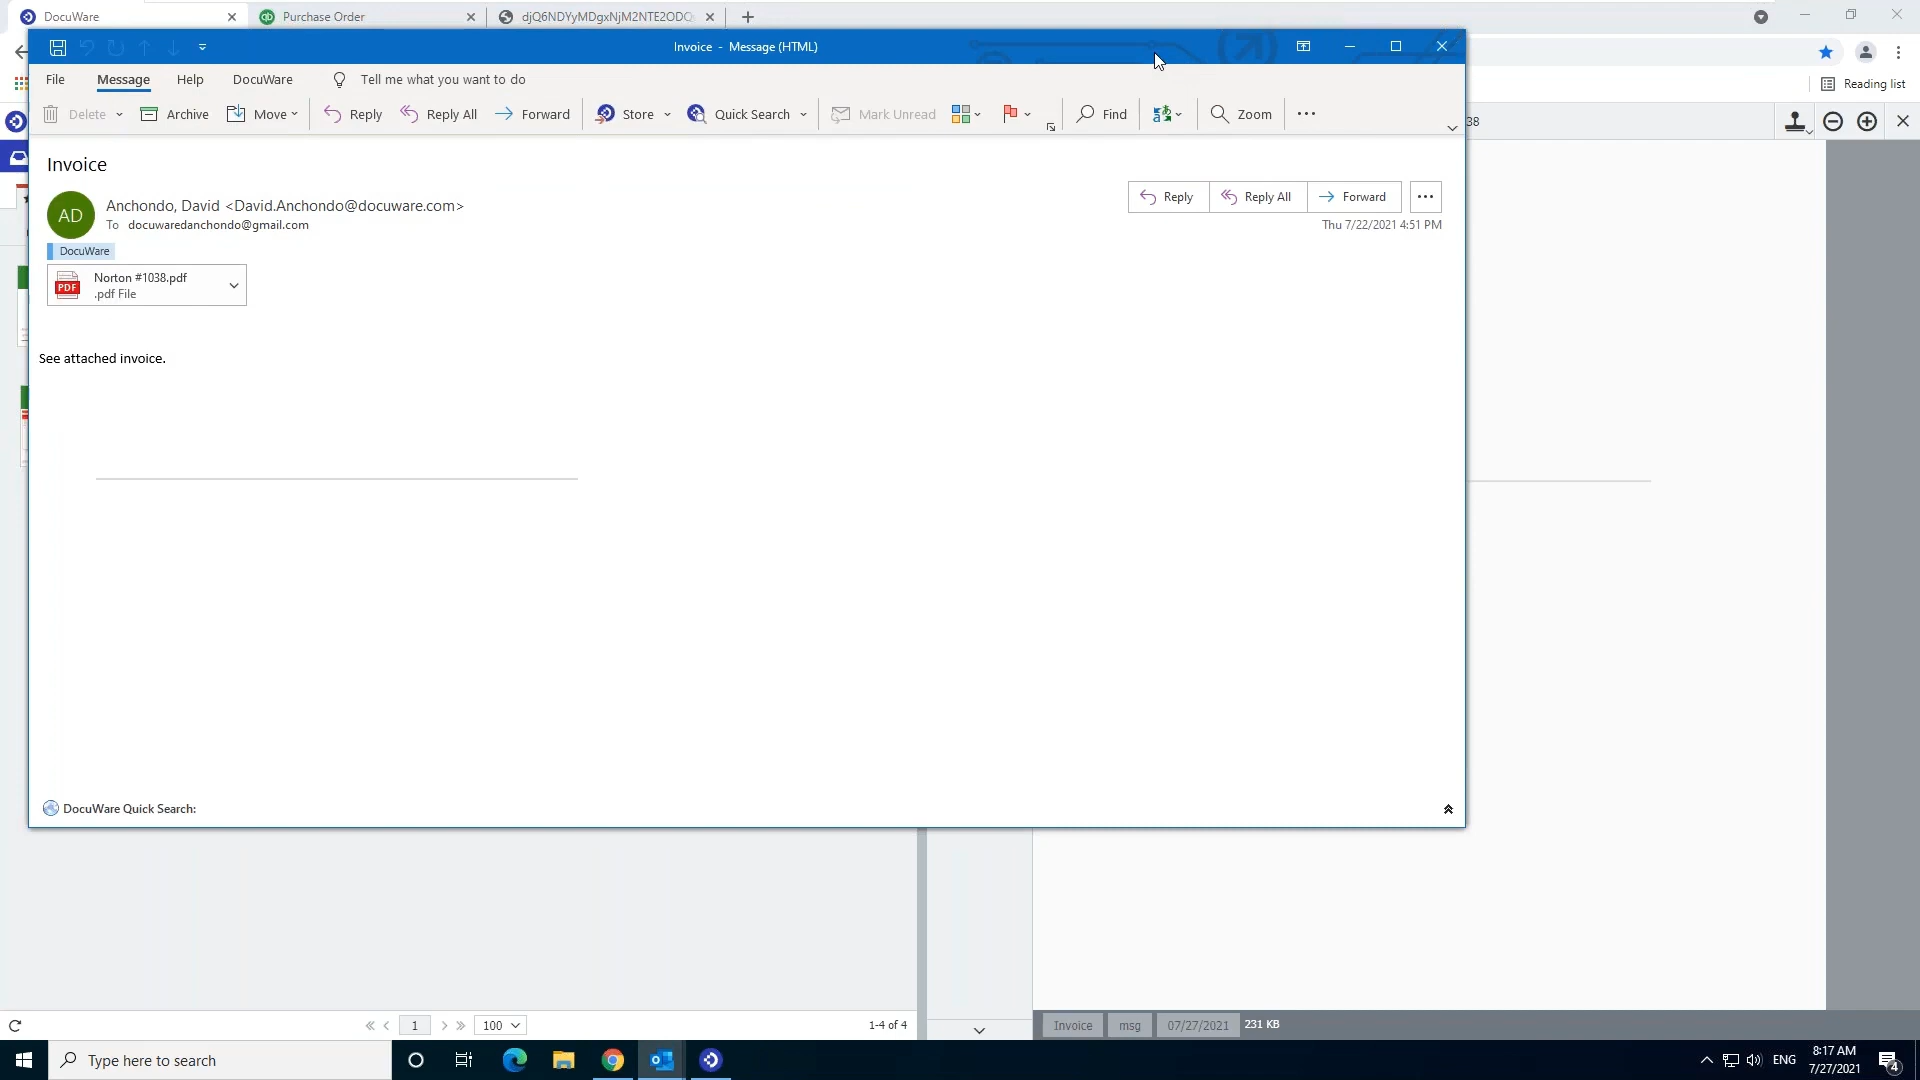 DocuWare
Purchase Order
djQ6NDYyMDgxNjM2NTE2ODQ
Invoice - Message (HTML)
File Message Help DocuWare Tell me what you want to do
Reading list
Delete Archive Move Reply Reply All Forward Store Quick Search Mark Unread Find Zoom
38
Invoice
AD
Anchondo, David <David.Anchondo@docuware.com>
To docuwaredanchondo@gmail.com
Reply Reply All Forward
Thu 7/22/2021 4:51 PM
DocuWare
PDF
Norton #1038.pdf
.pdf File
See attached invoice.
DocuWare Quick Search:
1 100 1-4 of 4
Invoice msg 07/27/2021 231 KB
Type here to search
ENG
8:17 AM
7/27/2021
4